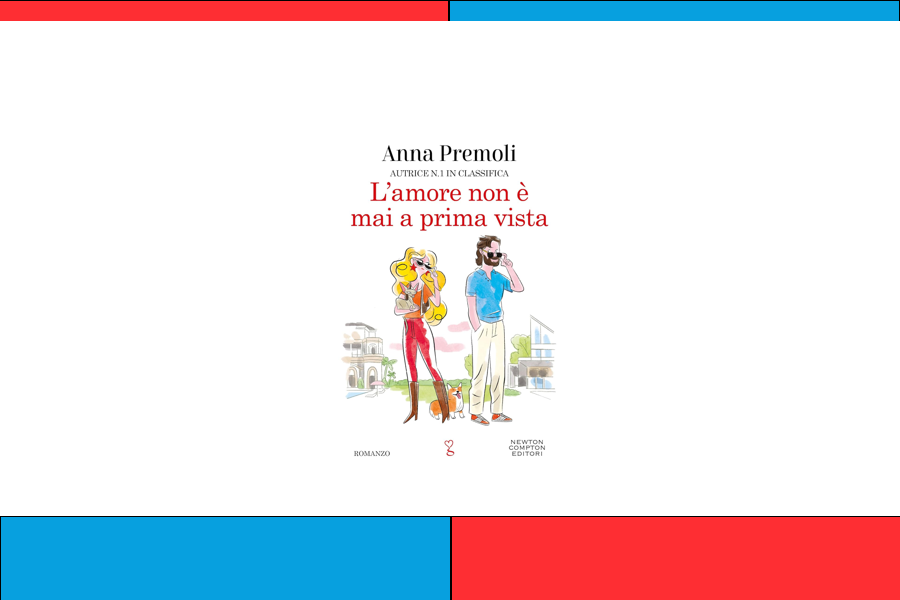 Anna Premoli
AUTRICE N.1 IN CLASSIFICA
L’amore non è
mai a prima vista
ROMANZO
NEWTON
COMPTON
EDITORI